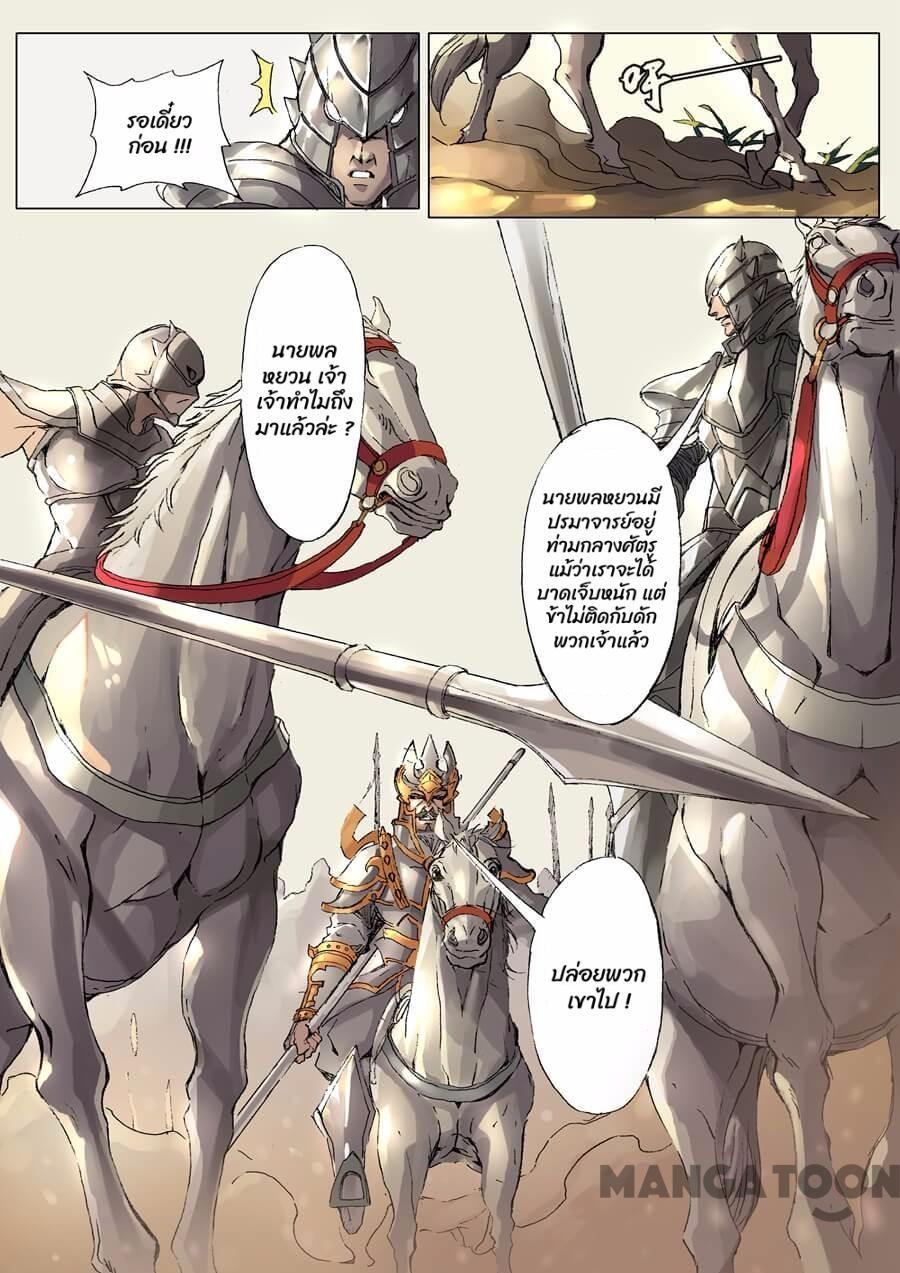 รอเดี๋ยว
ก่อน !!!
นายพล
หยวน เจ้า
เจ้าทำไมถึง
มาแล้วล่ะ ?
นายพลหยวนมี
ปรมาจารย์อยู่
ท่ามกลางศัตรู
แม้ว่าเราจะได้
บาดเจ็บหนัก แต่
ข้าไม่ติดกับดัก
พวกเจ้าแล้ว
ปล่อยพวก
เขาไป !
MANGATOON